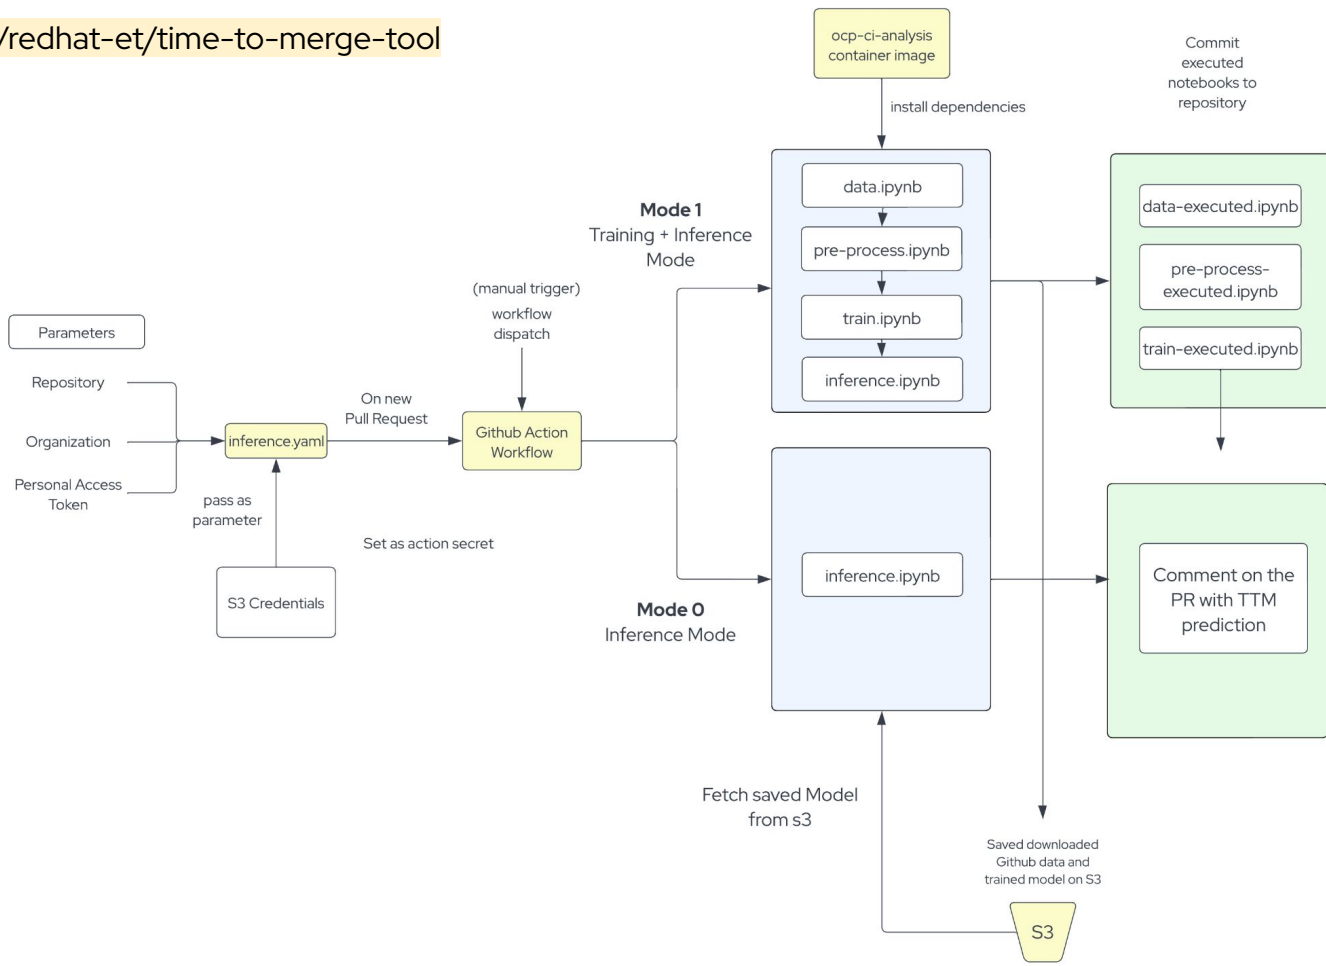 /redhat-et/time-to-merge-tool
ocp-ci-analysis
container image
Commit
executed
notebooks to
repository
install dependencies
Mode 1
Training + Inference
Mode
data.ipynb
pre-process.ipynb
train.ipynb
inference.ipynb
data-executed.ipynb
pre-process-
executed.ipynb
train-executed.ipynb
(manual trigger)
workflow
dispatch
Parameters
Repository
Organization
Personal Access
Token
inference.yaml
On new
Pull Request
Github Action
Workflow
pass as
parameter
Set as action secret
S3 Credentials
Mode 0
Inference Mode
inference.ipynb
Comment on the
PR with TTM
prediction
Fetch saved Model
from s3
Saved downloaded
Github data and
trained model on S3
S3